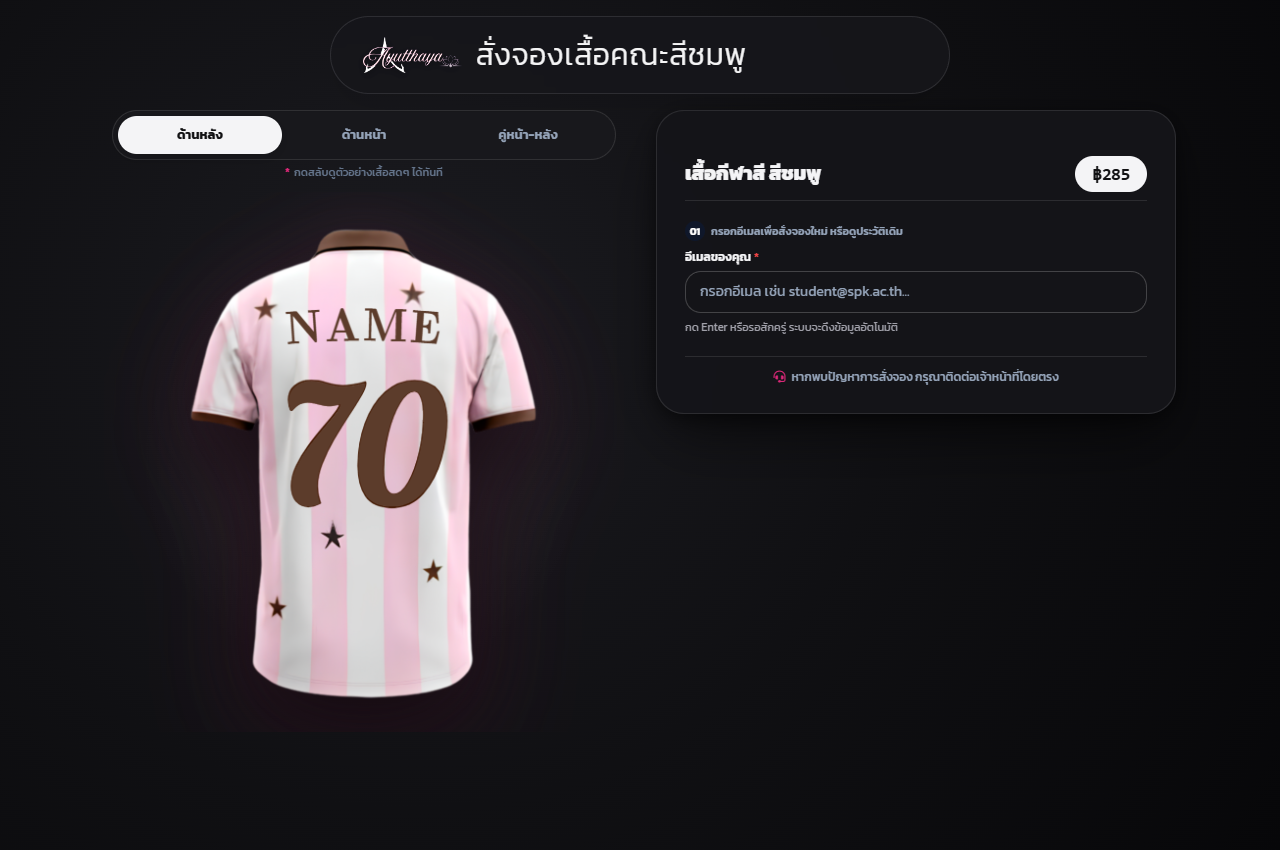 Ayutthaya สั่งจองเสื้อคณะสีชมพู
ด้านหลัง ด้านหน้า คู่หน้า-หลัง
* กดสลับดูตัวอย่างเสื้อสดๆ ได้ทันที
NAME
70
เสื้อกีฬาสี สีชมพู ฿285
01 กรอกอีเมลเพื่อสั่งจองใหม่ หรือดูประวัติเดิม
อีเมลของคุณ *
กรอกอีเมล เช่น student@spk.ac.th...
กด Enter หรือรอสักครู่ ระบบจะดึงข้อมูลอัตโนมัติ
หากพบปัญหาการสั่งจอง กรุณาติดต่อเจ้าหน้าที่โดยตรง